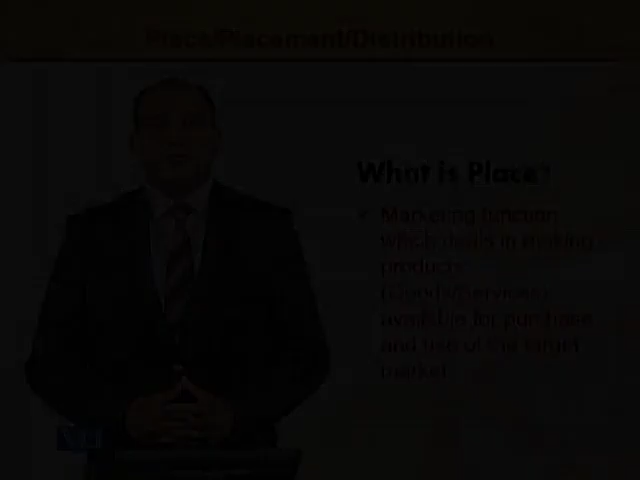 Place/Placement/Distribution
What is Place?
Marketing function
which deals in making
products
(Goods/Services)
available for purchase
and use of the target
market